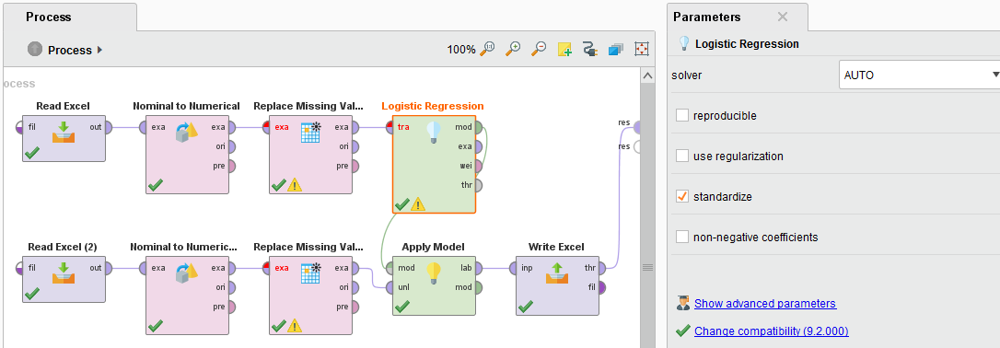 Process
Process
100%
ocess
Read Excel
Nominal to Numerical
Replace Missing Val...
Logistic Regression
fil
out
exa
exa
ori
pre
exa
exa
ori
pre
tra
mod
exa
wei
thr
res
res
Read Excel (2)
Nominal to Numeric...
Replace Missing Val...
Apply Model
Write Excel
fil
out
exa
exa
ori
pre
exa
exa
ori
pre
mod
unl
lab
mod
inp
thr
fil
Parameters
Logistic Regression
solver
AUTO
reproducible
use regularization
standardize
non-negative coefficients
Show advanced parameters
Change compatibility (9.2.000)